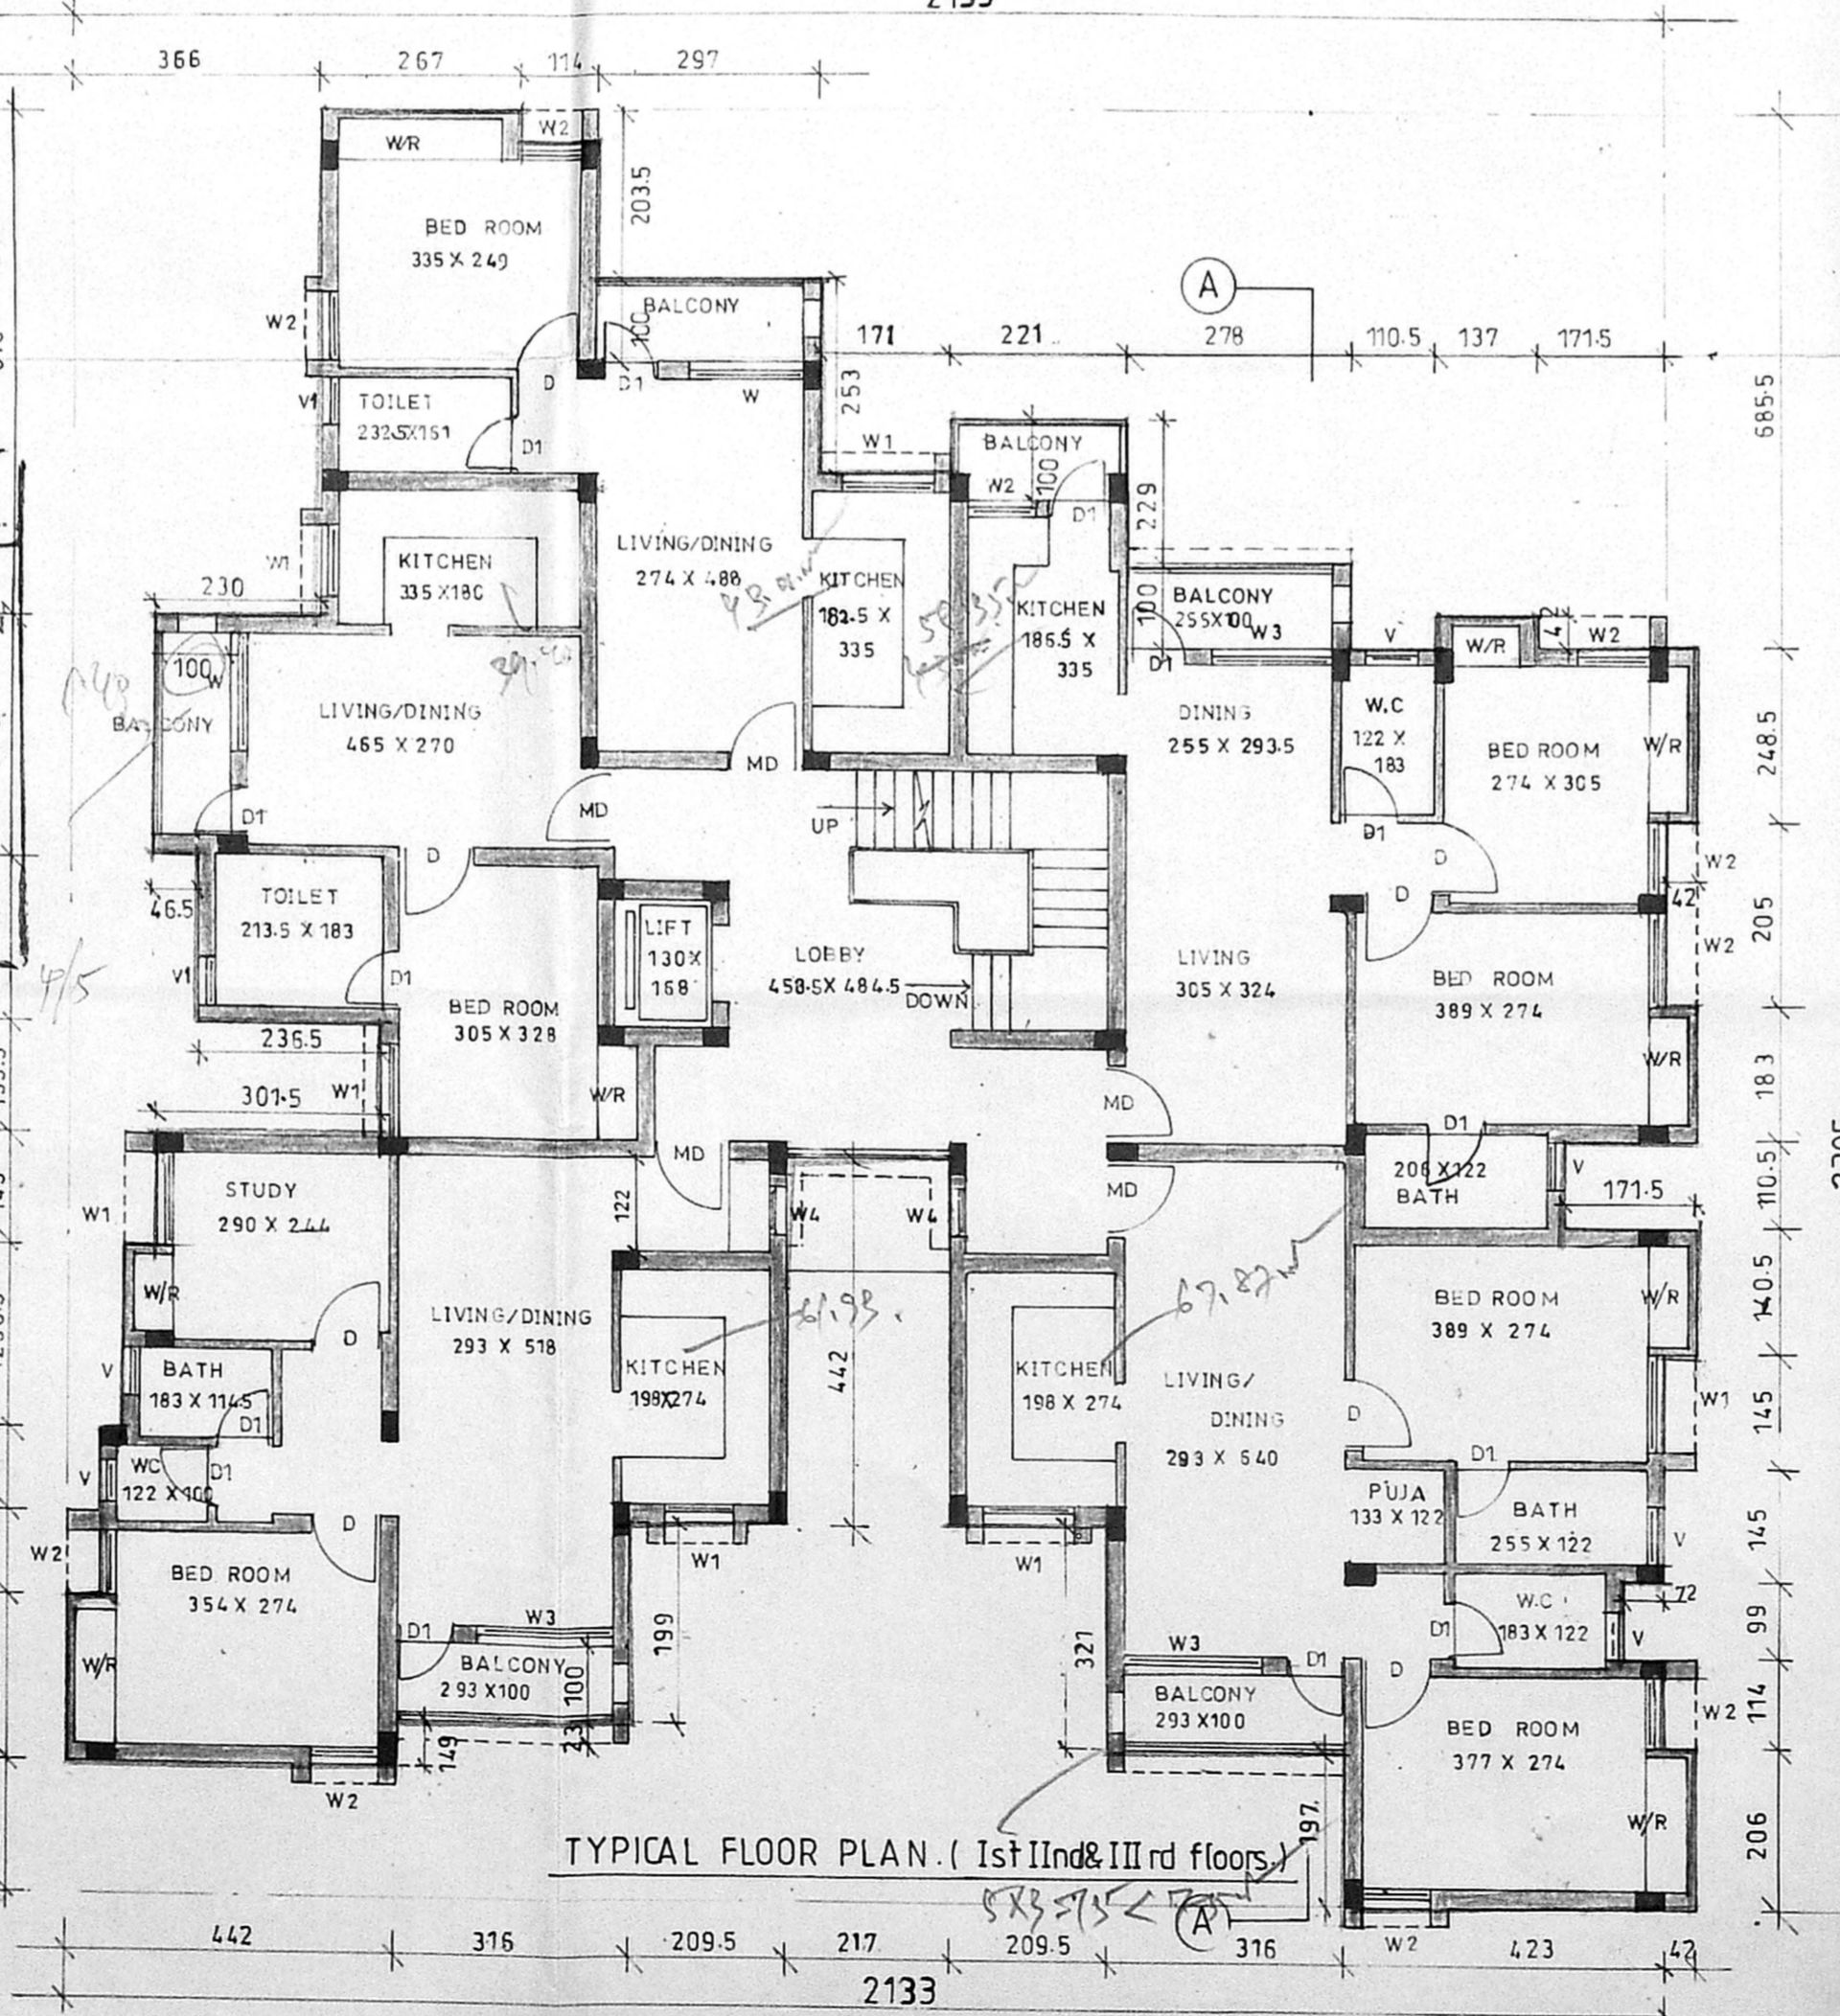 366 267 114 297
W/R W2
203.5
BED ROOM
335 X 249
BALCONY
100
A
W2
171 221 278 110.5 137 171.5
D D1 W
253
V1 TOILET
232.5X151
D1
685.5
W1 BALCONY
100
W2 D1
229
LIVING/DINING
274 X 488
W1 KITCHEN
335 X180
KITCHEN
182.5 X
335
KITCHEN
186.5 X
335
100
BALCONY
255X100
W3
D1
V W/R 42 W2
230
100
W
BALCONY
LIVING/DINING
465 X 270
D1
MD
MD
UP
DINING
255 X 293.5
W.C
122 X
183
D1
BED ROOM
274 X 305
W/R
248.5
D
D
W2
42
46.5
TOILET
213.5 X 183
V1 D1
D
LIFT
130X
168
LOBBY
458.5X 484.5
DOWN
LIVING
305 X 324
BED ROOM
389 X 274
W2
205
BED ROOM
305 X 328
236.5
301.5
W1
W/R
W/R
183
MD
MD
MD
D1
206 X122
BATH
V
171.5
110.5
STUDY
290 X 244
W1
W/R
122
W4 W4
442
67.87
LIVING/DINING
293 X 518
KITCHEN
198X274
KITCHEN
198 X 274
LIVING/
DINING
293 X 640
BED ROOM
389 X 274
W/R
140.5
W1
145
D
V BATH
183 X 114.5
D1
D
D1
V WC
122 X100
D1
PUJA
133 X 122
BATH
255 X 122
V
145
W2
D
W1 W1
BED ROOM
354 X 274
W/R
W.C
183 X 122
D1
V
72
99
D1 W3
BALCONY
293 X100
100
23
149
199
321
W3 D1
BALCONY
293 X100
D
W2
114
BED ROOM
377 X 274
W/R
206
W2
197
TYPICAL FLOOR PLAN.( Ist IInd& III rd floors.)
A
W2
442 316 209.5 217 209.5 316 423 42
2133